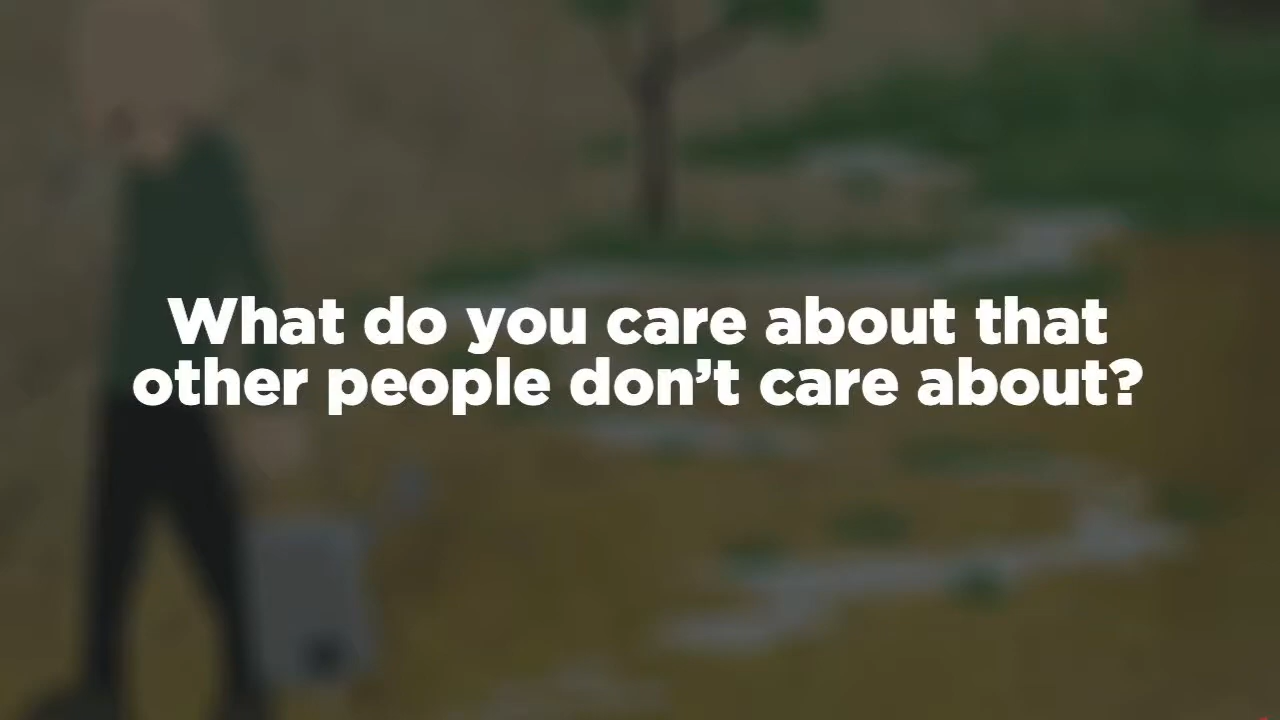 What do you care about that
other people don’t care about?